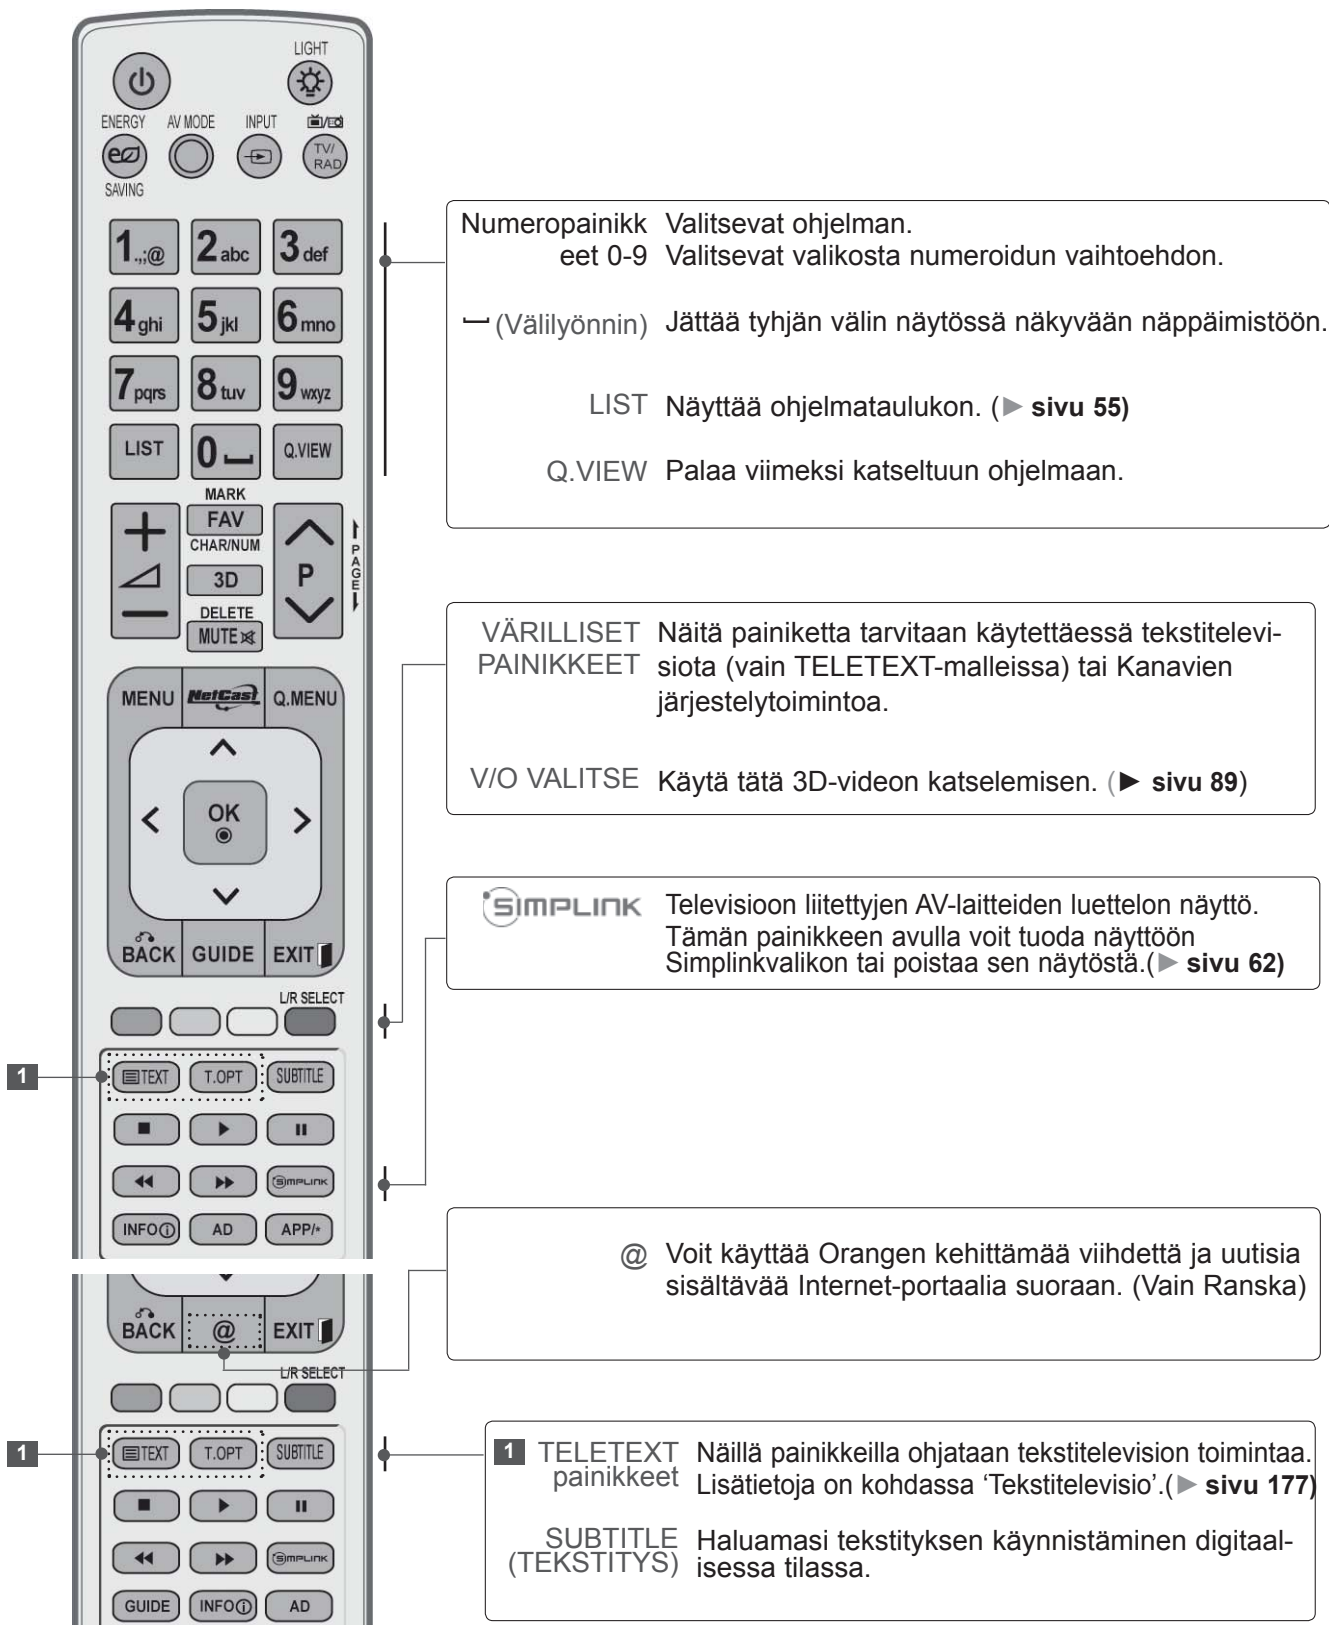 LIGHT
ENERGY AV MODE INPUT
TV/
RAD
SAVING
1.,;@ 2abc 3def
4ghi 5jkl 6mno
7pqrs 8tuv 9wxyz
LIST 0 Q.VIEW
MARK
FAV
CHAR/NUM
3D
DELETE
MUTE
P
PAGE
MENU NetCast Q.MENU
OK
BACK GUIDE EXIT
L/R SELECT
1
TEXT T.OPT SUBTITLE
SIMPLINK
INFO AD APP/*
BACK @ EXIT
L/R SELECT
1
TEXT T.OPT SUBTITLE
SIMPLINK
GUIDE INFO AD
Numeropainikk Valitsevat ohjelman.
eet 0-9 Valitsevat valikosta numeroidun vaihtoehdon.
(Välilyönnin) Jättää tyhjän välin näytössä näkyvään näppäimistöön.
LIST Näyttää ohjelmataulukon. (► sivu 55)
Q.VIEW Palaa viimeksi katseltuun ohjelmaan.
VÄRILLISET Näitä painiketta tarvitaan käytettäessä tekstitelevi-
PAINIKKEET siota (vain TELETEXT-malleissa) tai Kanavien
järjestelytoimintoa.
V/O VALITSE Käytä tätä 3D-videon katselemisen. (► sivu 89)
SIMPLINK Televisioon liitettyjen AV-laitteiden luettelon näyttö.
Tämän painikkeen avulla voit tuoda näyttöön
Simplinkvalikon tai poistaa sen näytöstä.(► sivu 62)
@ Voit käyttää Orangen kehittämää viihdettä ja uutisia
sisältävää Internet-portaalia suoraan. (Vain Ranska)
1 TELETEXT Näillä painikkeilla ohjataan tekstitelevision toimintaa.
painikkeet Lisätietoja on kohdassa ‘Tekstitelevisio’.(► sivu 177)
SUBTITLE Haluamasi tekstityksen käynnistäminen digitaal-
(TEKSTITYS) isessa tilassa.